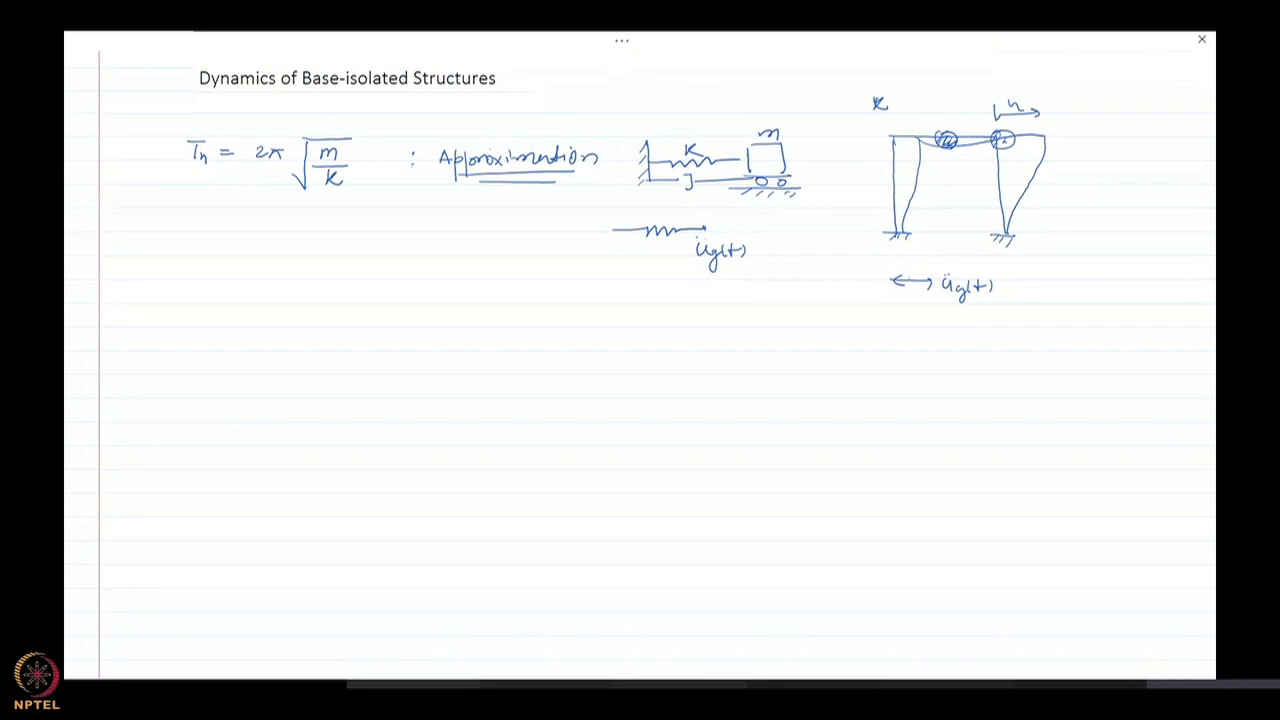 Dynamics of Base-isolated Structures
Tn = 2π √(m/k) : Approximation
K
m
üg(t)
k
u
üg(t)
NPTEL